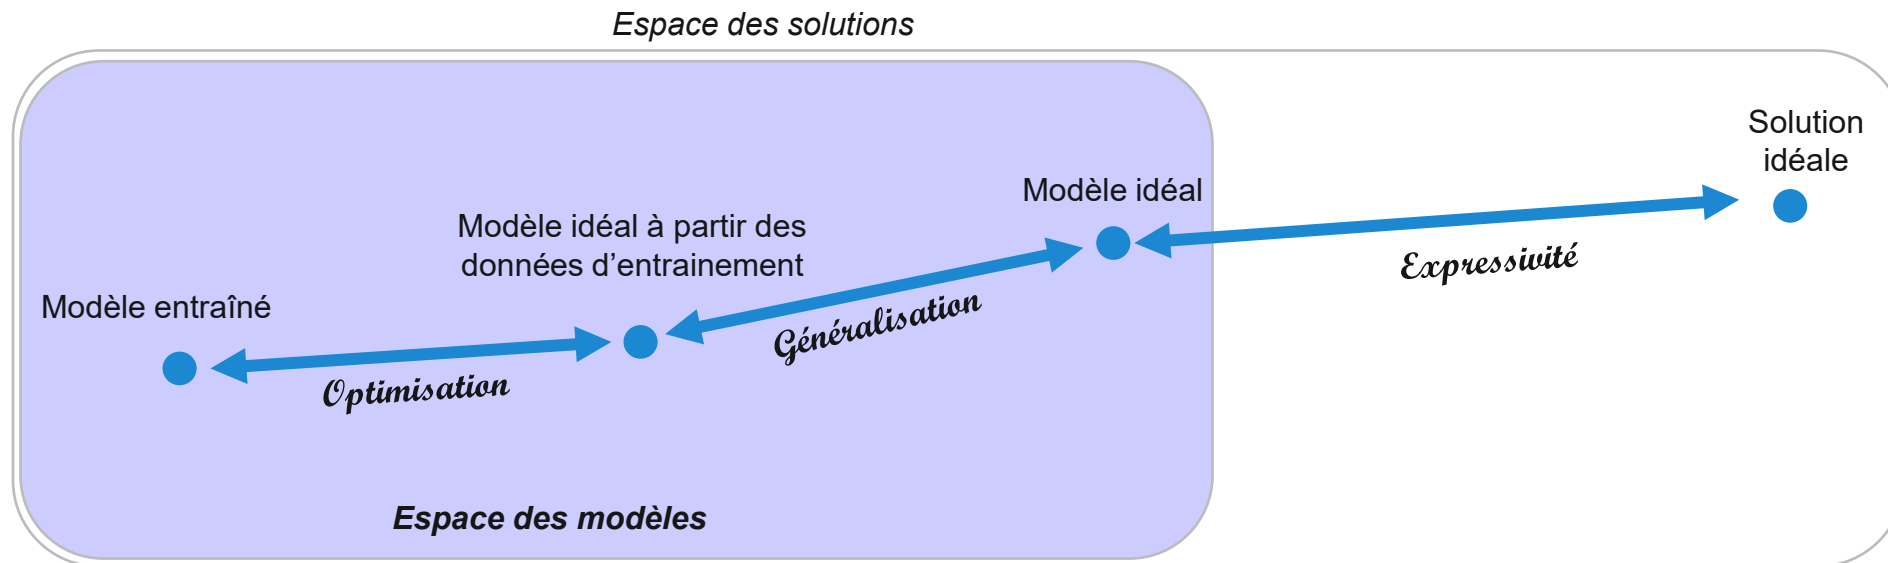 Espace des solutions
Solution
idéale
Modèle idéal
Modèle idéal à partir des
données d’entrainement
Expressivité
Modèle entraîné
Généralisation
Optimisation
Espace des modèles